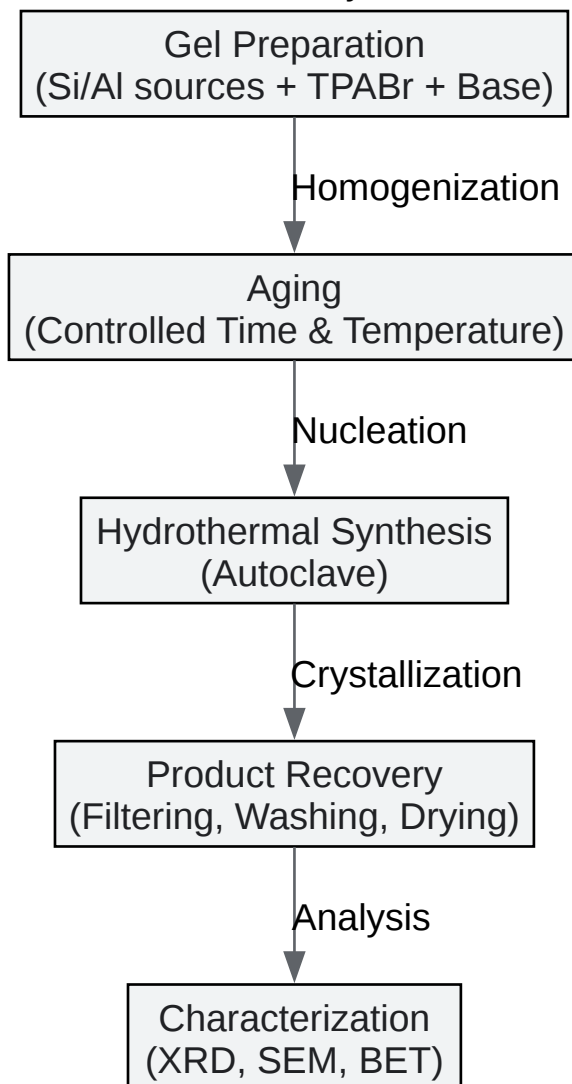 Gel Preparation
(Si/Al sources + TPABr + Base)
Homogenization
Aging
(Controlled Time & Temperature)
Nucleation
Hydrothermal Synthesis
(Autoclave)
Crystallization
Product Recovery
(Filtering, Washing, Drying)
Analysis
Characterization
(XRD, SEM, BET)